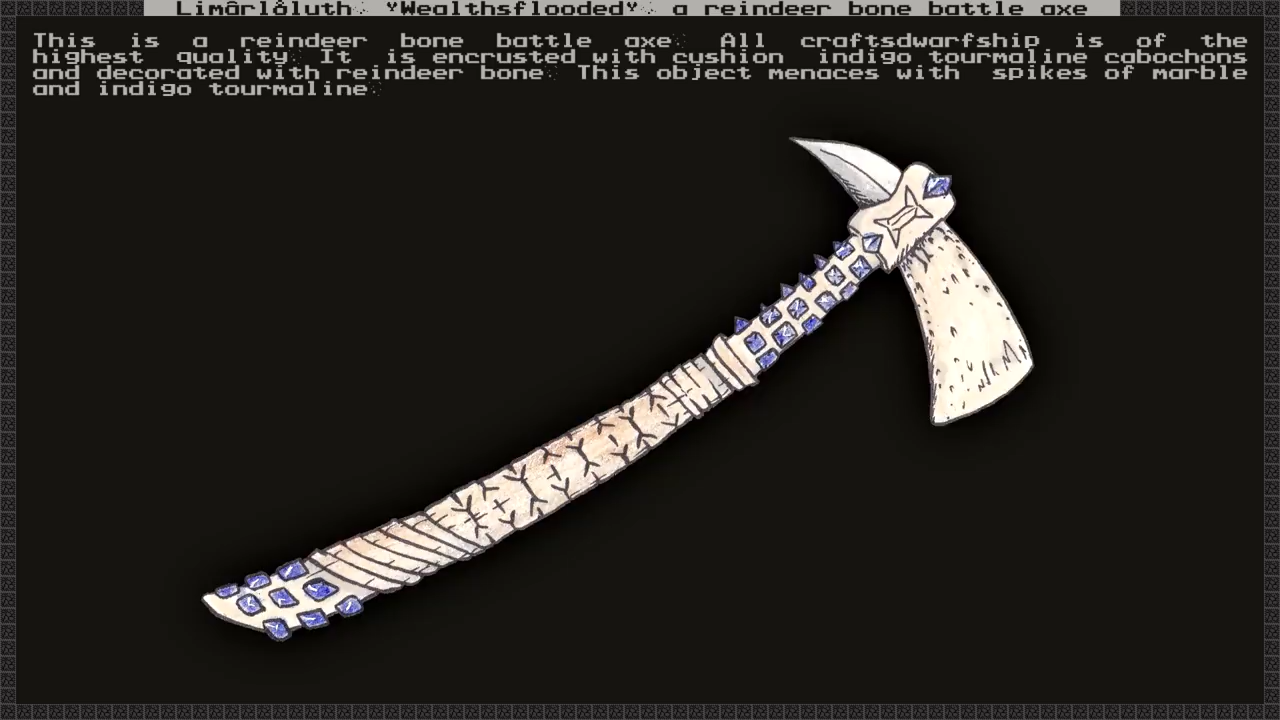 Limârlôluth, "Wealthsflooded", a reindeer bone battle axe
This is a reindeer bone battle axe. All craftsdwarfship is of the
highest quality. It is encrusted with cushion indigo tourmaline cabochons
and decorated with reindeer bone. This object menaces with spikes of marble
and indigo tourmaline.